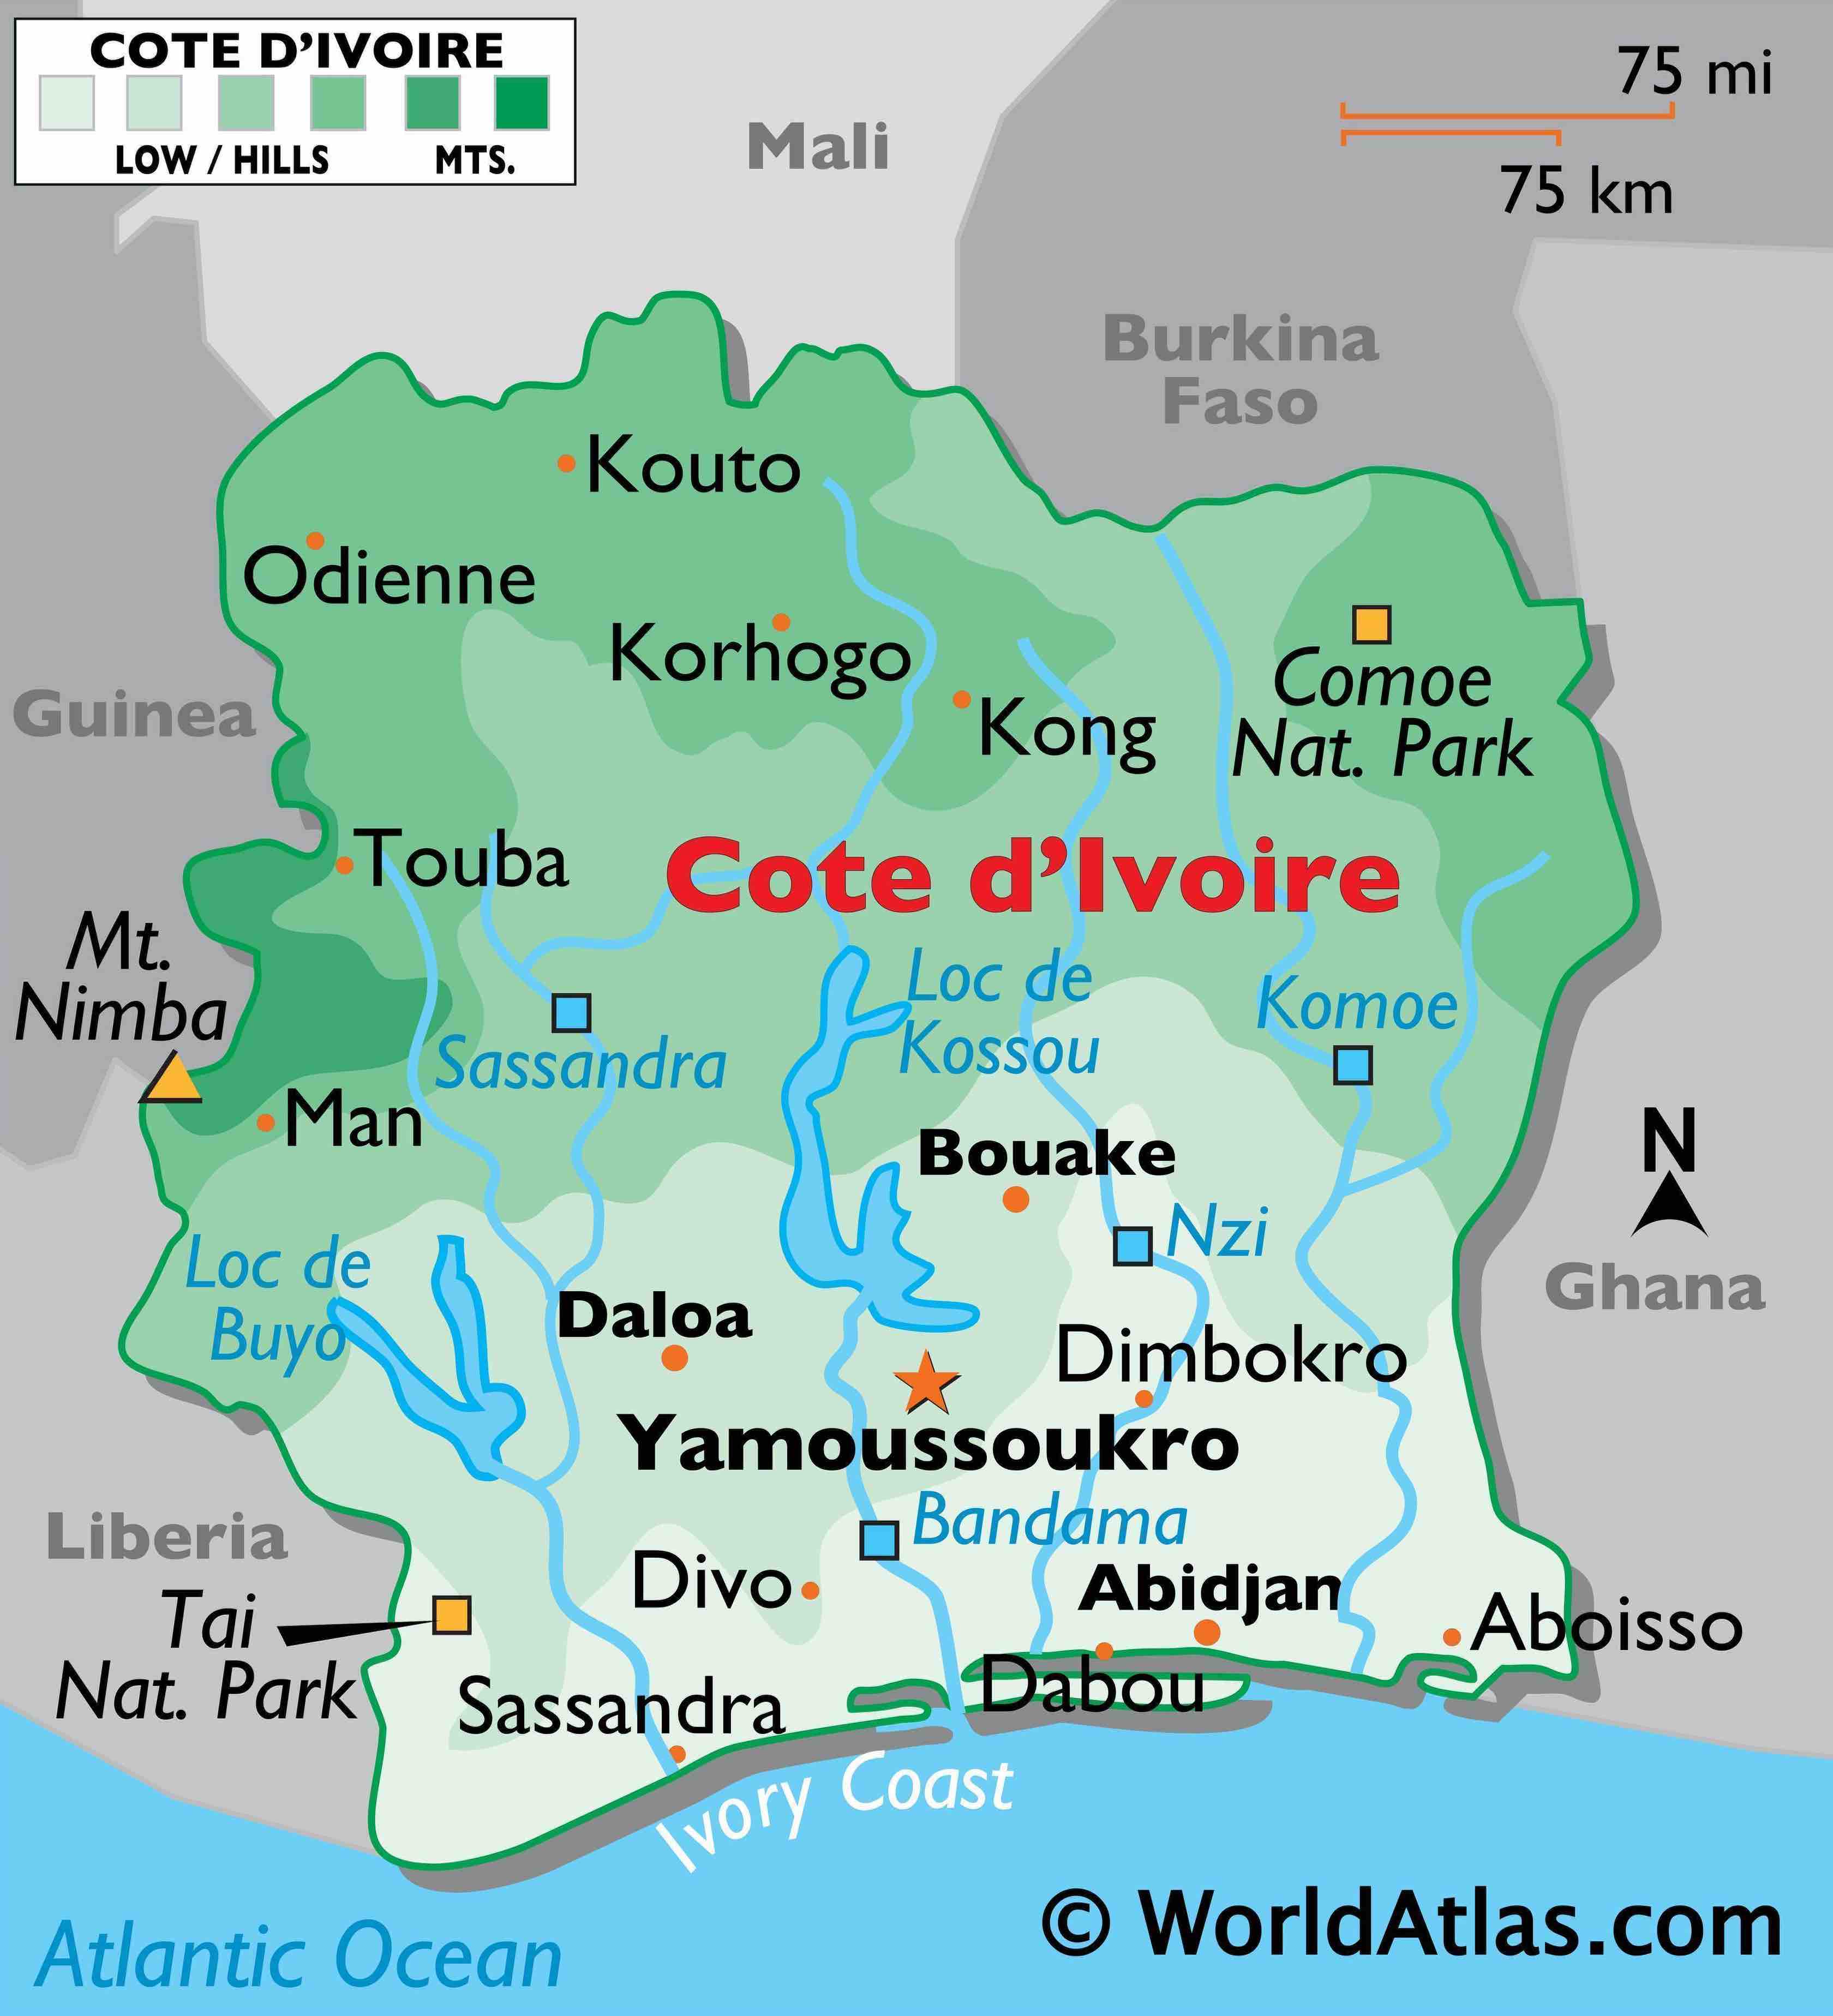 COTE D'IVOIRE
LOW / HILLS MTS.
75 mi
75 km
Mali
Burkina
Faso
Kouto
Odienne
Korhogo
Kong
Comoe
Nat. Park
Guinea
Touba
Cote d'Ivoire
Mt.
Nimba
Loc de
Kossou
Komoe
Sassandra
Man
Bouake
N
Nzi
Loc de
Buyo
Ghana
Daloa
Dimbokro
Yamoussoukro
Bandama
Liberia
Divo
Abidjan
Tai
Nat. Park
Aboisso
Sassandra
Dabou
Ivory Coast
© WorldAtlas.com
Atlantic Ocean